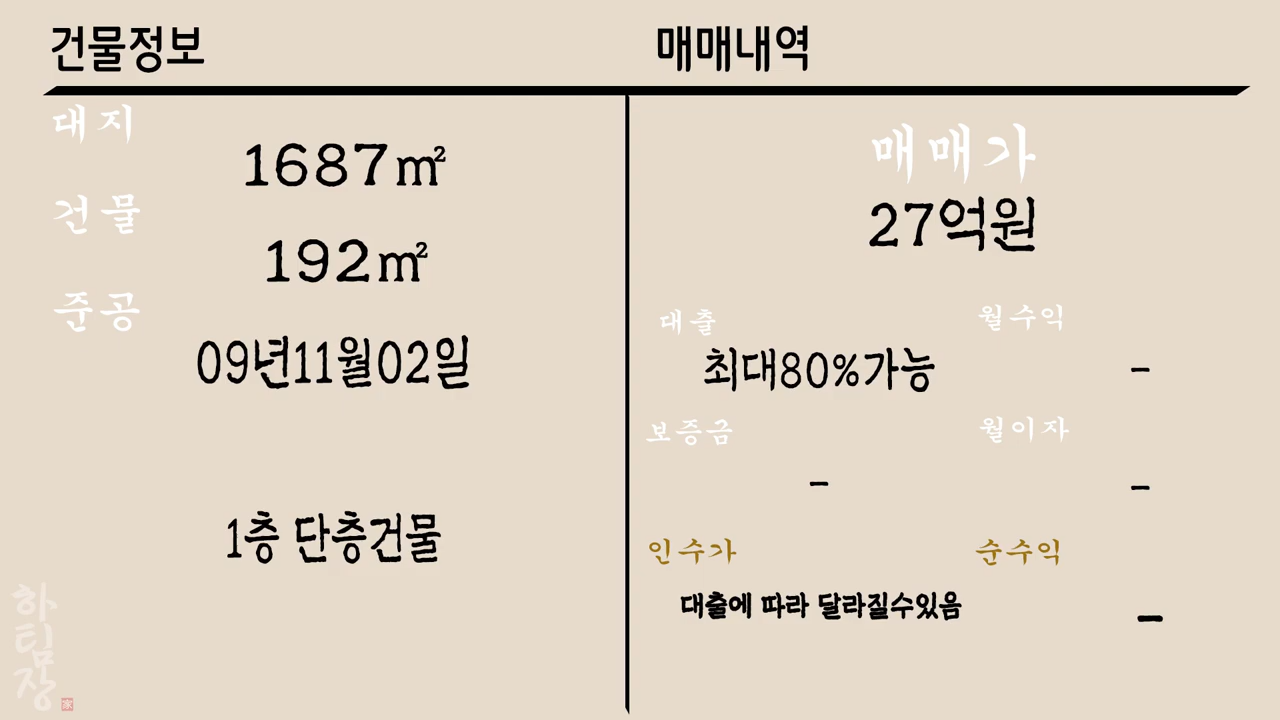 건물정보
대지
1687㎡
건물
192㎡
준공
09년11월02일
1층 단층건물
하팀장
매매내역
매매가
27억원
대출
월수익
최대80%가능
-
보증금
월이자
-
-
인수가
순수익
대출에 따라 달라질수있음
-